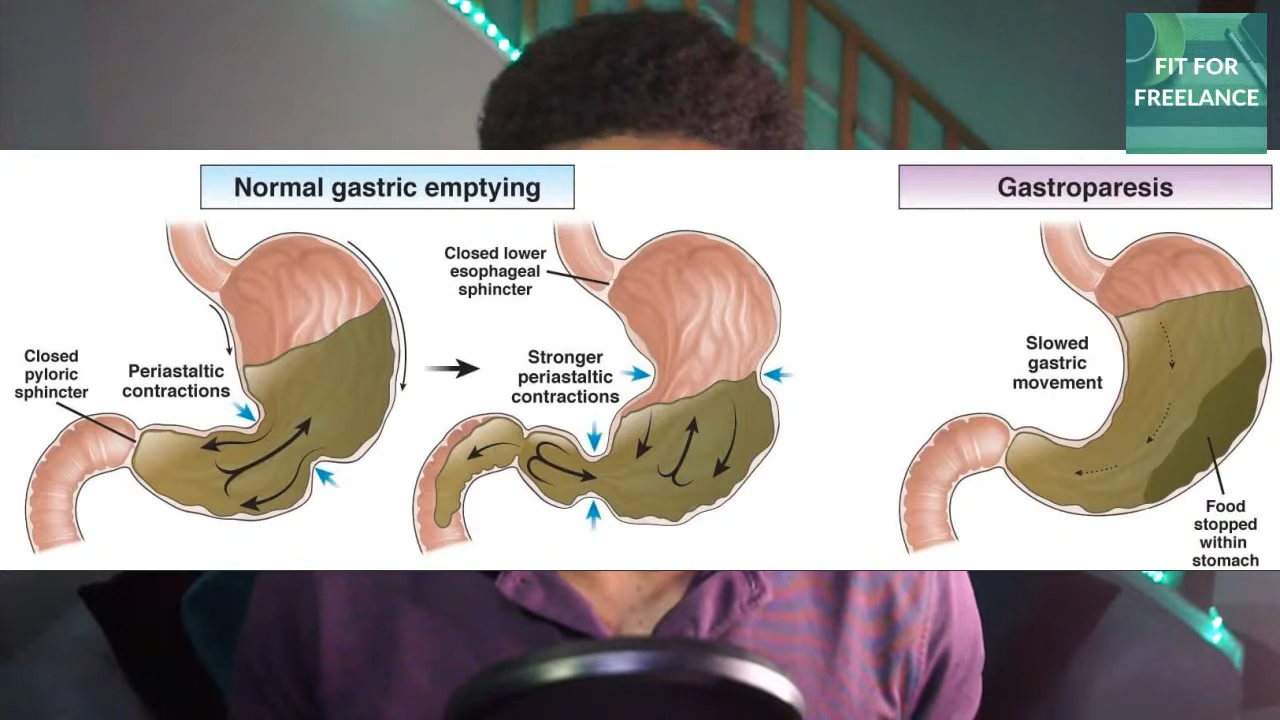 FIT FOR
FREELANCE
Normal gastric emptying
Gastroparesis
Closed lower
esophageal
sphincter
Closed
pyloric
sphincter
Periastaltic
contractions
Stronger
periastaltic
contractions
Slowed
gastric
movement
Food
stopped
within
stomach